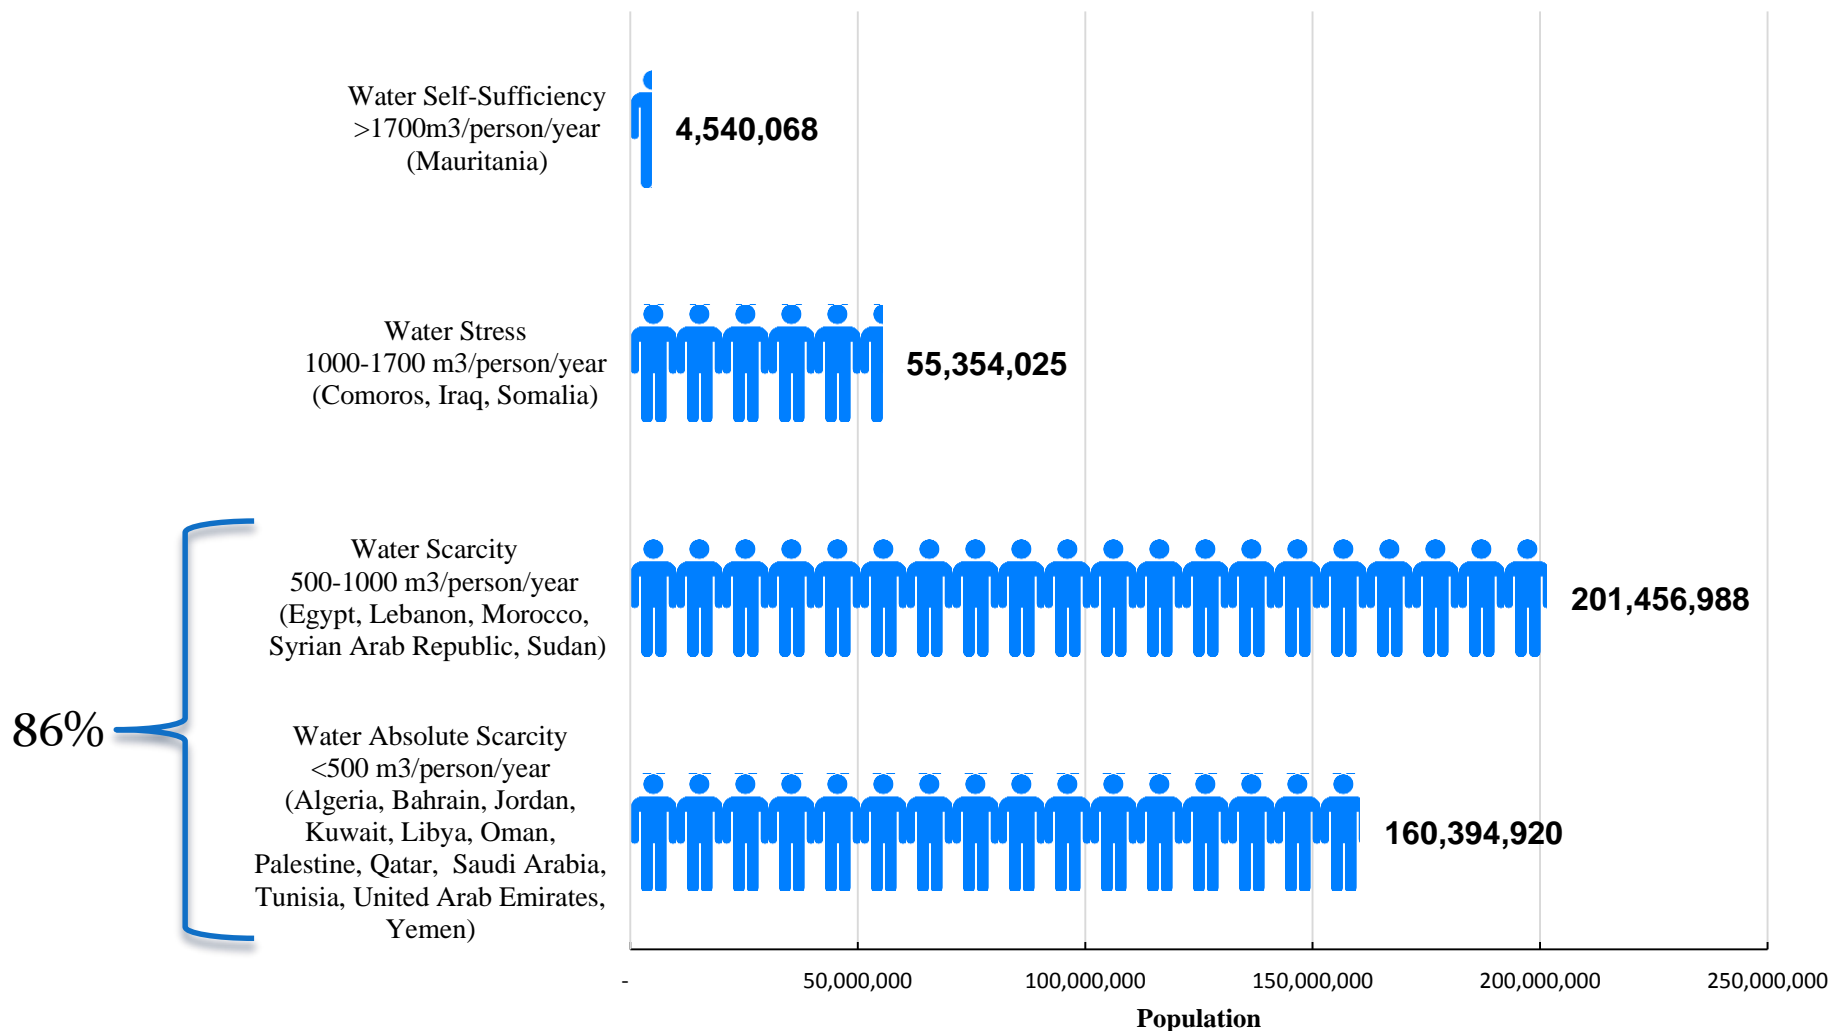 Water Self-Sufficiency
>1700m3/person/year
(Mauritania)
4,540,068
Water Stress
1000-1700 m3/person/year
(Comoros, Iraq, Somalia)
55,354,025
Water Scarcity
500-1000 m3/person/year
(Egypt, Lebanon, Morocco,
Syrian Arab Republic, Sudan)
201,456,988
86%
Water Absolute Scarcity
<500 m3/person/year
(Algeria, Bahrain, Jordan,
Kuwait, Libya, Oman,
Palestine, Qatar, Saudi Arabia,
Tunisia, United Arab Emirates,
Yemen)
160,394,920
- 50,000,000 100,000,000 150,000,000 200,000,000 250,000,000
Population